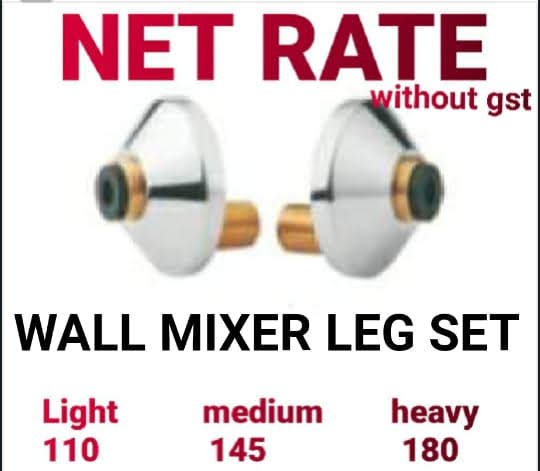 NET RATE
without gst
WALL MIXER LEG SET
Light medium heavy
110 145 180